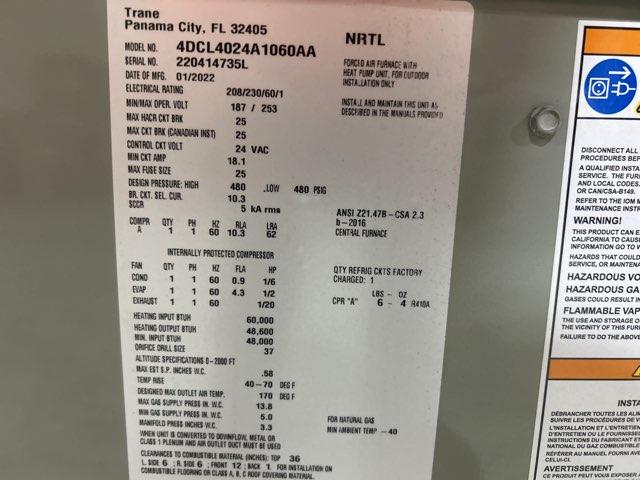 Trane
Panama City, FL 32405
MODEL NO. 4DCL4024A1060AA
SERIAL NO. 220414735L
DATE OF MFG. 01/2022
ELECTRICAL RATING 208/230/60/1
MIN/MAX OPER. VOLT 187 / 253
MAX HACR CKT BRK 25
MAX CKT BRK (CANADIAN INST) 25
CONTROL CKT VOLT 24 VAC
MIN CKT AMP 18.1
MAX FUSE SIZE 25
DESIGN PRESSURE: HIGH 480 .LOW 480 PSIG
BR. CKT. SEL. CUR. 10.3
SCCR 5 kA rms
COMPR QTY PH HZ RLA LRA
A 1 1 60 10.3 62
INTERNALLY PROTECTED COMPRESSOR
FAN QTY PH HZ FLA HP
COND 1 1 60 0.9 1/6
EVAP 1 1 60 4.3 1/2
EXHAUST 1 1 60 1/20
HEATING INPUT BTUH 60,000
HEATING OUTPUT BTUH 48,600
MIN. INPUT BTUH 48,000
ORIFICE DRILL SIZE 37
ALTITUDE SPECIFICATIONS 0-2000 FT
MAX EST S.P. INCHES W.C. .58
TEMP RISE 40-70 DEG F
DESIGNED MAX OUTLET AIR TEMP. 170 DEG F
MAX GAS SUPPLY PRESS IN. W.C. 13.8
MIN GAS SUPPLY PRESS IN. W.C. 5.0
MANIFOLD PRESS INCHES W.C. 3.3
WHEN UNIT IS CONVERTED TO DOWNFLOW, METAL OR
CLASS 1 PLENUM AND AIR OUTLET DUCT MUST BE USED
CLEARANCES TO COMBUSTIBLE MATERIAL (INCHES): TOP 36
L. SIDE 6 ; R. SIDE 6 ; FRONT 12 ; BACK 1 FOR INSTALLATION ON
COMBUSTIBLE FLOORING OR CLASS A, B, C ROOF COVERING MATERIAL.
NRTL
FORCED AIR FURNACE WITH
HEAT PUMP UNIT, FOR OUTDOOR
INSTALLATION ONLY
INSTALL AND MAINTAIN THIS UNIT AS
DESCRIBED IN THE MANUALS PROVIDED
ANSI Z21.47B-CSA 2.3
b-2016
CENTRAL FURNACE
QTY REFRIG CKTS FACTORY
CHARGED: 1
LBS - OZ
CPR "A" 6 - 4 R410A
FOR NATURAL GAS
MIN AMBIENT TEMP -40
DISCONNECT ALL
PROCEDURES BEF
A QUALIFIED INSTA
SERVICE. THE FUR
AND LOCAL CODES.
OR CAN/CSA-B149.
REFER TO THE IOM M
MAINTENANCE INSTR
WARNING!
THIS PRODUCT CAN E
CALIFORNIA TO CAUS
INFORMATION GO TO W
HAZARDS THAT COULD
SERVICE, OR MAINTENA
HAZARDOUS VO
HAZARDOUS GA
GASES COULD RESULT I
FLAMMABLE VAP
THE USE AND STORAGE O
THE VICINITY OF THIS FUR
FAILURE TO DO THE ABOVE
INSTA
DÉBRANCHER TOUTES LES ALI
SUIVRE LES PROCÉDURES DE V
L'INSTALLATION ET L'ENTRETIEN
D'ENTRETIEN OU LE FOURNISSEU
INSTRUCTIONS DU FABRICANT ET
NATIONAL DU GAZ COMBUSTIBLE
RÉFÉRER AU MANUEL FOURNI AVEC
CELUI-CI.
AVERTISSEMENT
CE PRODUIT PEUT VOUS EXPOSER A